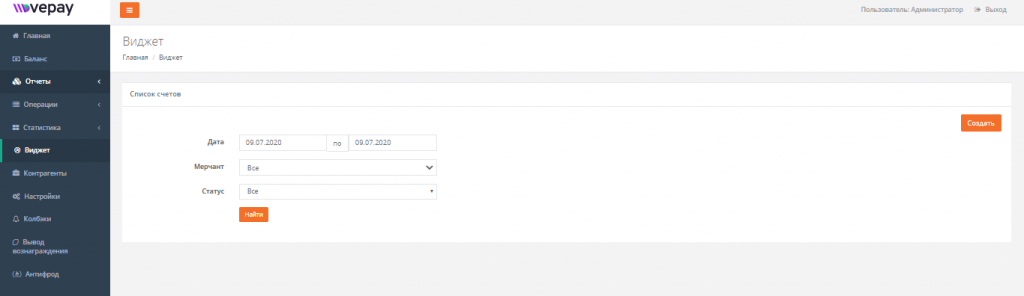 vepay
Пользователь: Администратор
Выход
Главная
Баланс
Отчеты
Операции
Статистика
Виджет
Контрагенты
Настройки
Колбэки
Вывод
вознаграждения
Антифрод
Виджет
Главная / Виджет
Список счетов
Создать
Дата 09.07.2020 по 09.07.2020
Мерчант Все
Статус Все
Найти